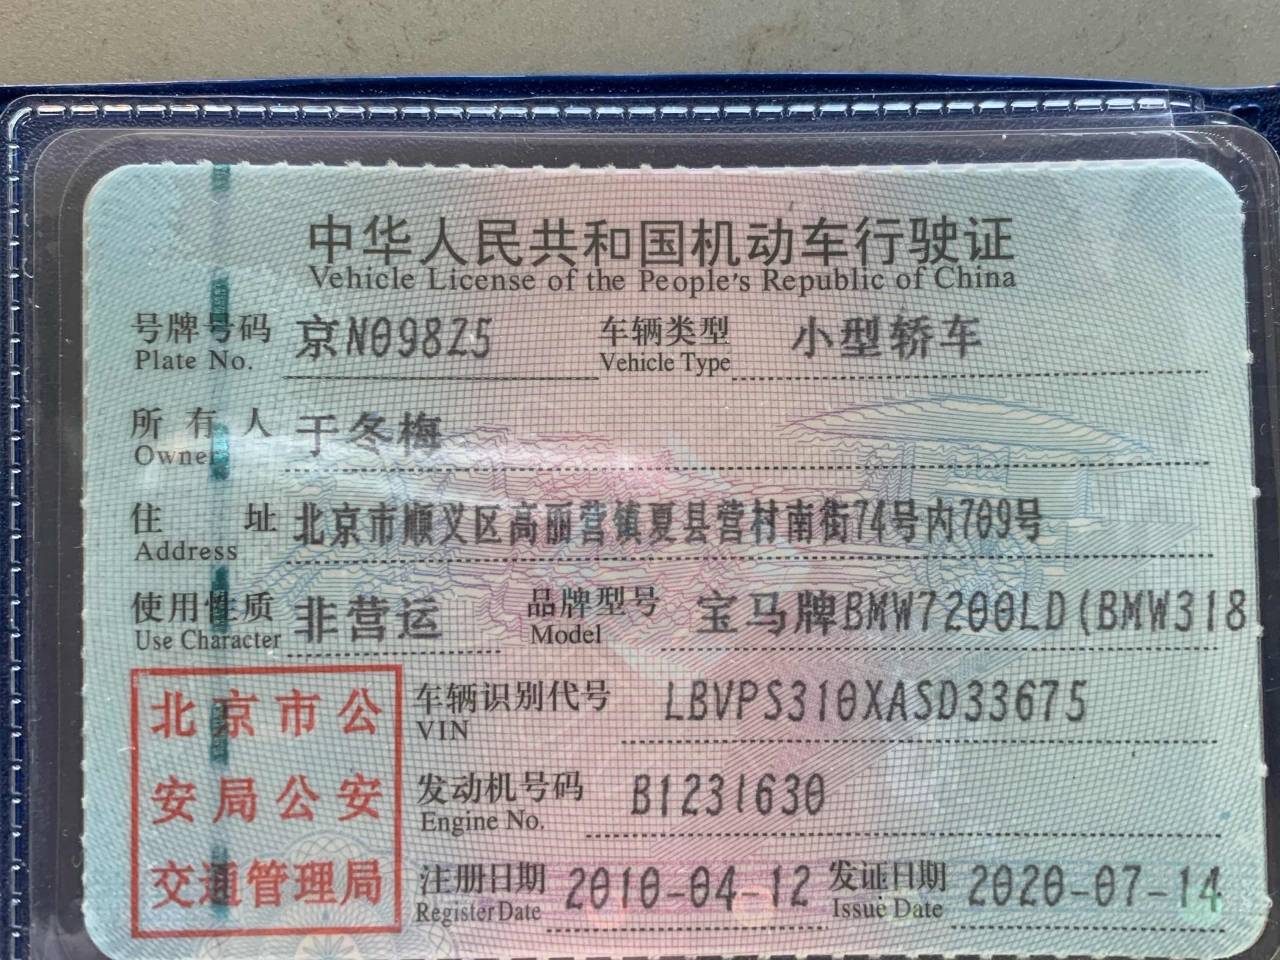 中华人民共和国机动车行驶证
Vehicle License of the People's Republic of China
号牌号码 京N098Z5 车辆类型 小型轿车
Plate No. Vehicle Type
所有人 于冬梅
Owner
住址 北京市顺义区高丽营镇夏县营村南街74号内709号
Address
使用性质 非营运 品牌型号 宝马牌BMW7200LD(BMW318
Use Character Model
北京市公
安局公安
交通管理局
车辆识别代号 LBVPS310XASD33675
VIN
发动机号码 B1231630
Engine No.
注册日期 2010-04-12 发证日期 2020-07-14
Register Date Issue Date